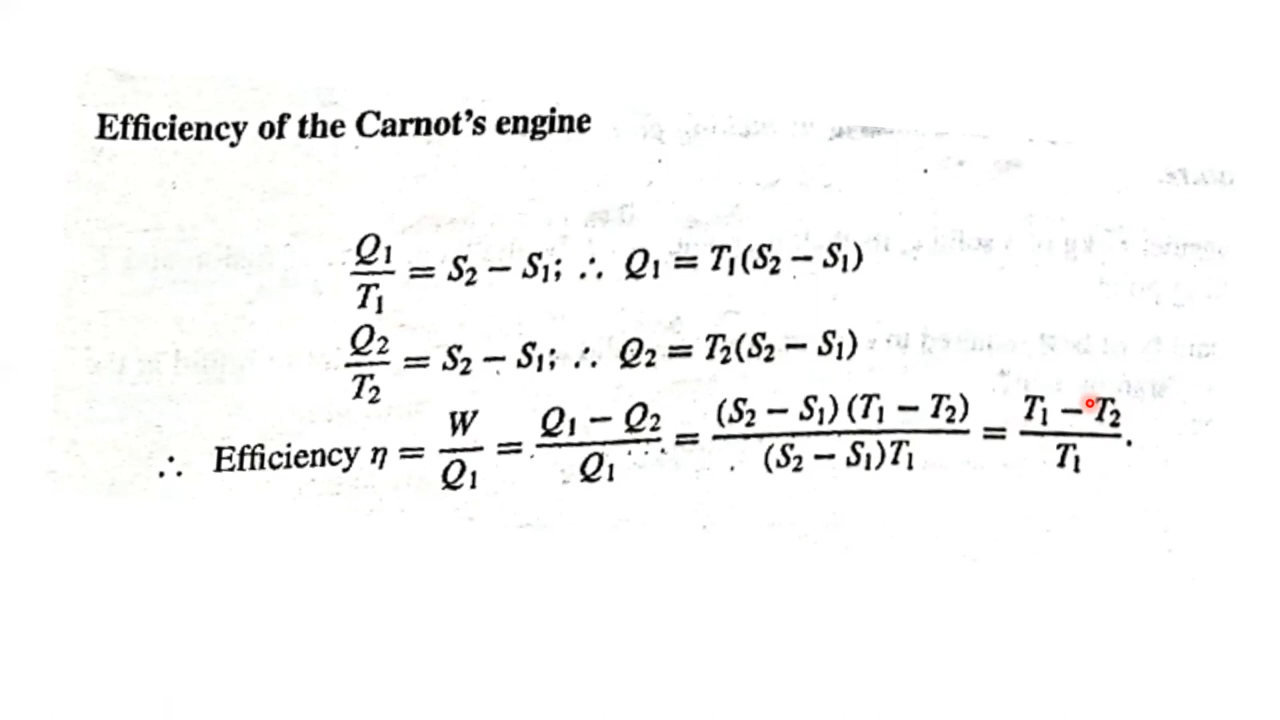 Efficiency of the Carnot's engine
Q₁/T₁ = S₂ − S₁; ∴ Q₁ = T₁(S₂ − S₁)
Q₂/T₂ = S₂ − S₁; ∴ Q₂ = T₂(S₂ − S₁)
∴ Efficiency η = W/Q₁ = (Q₁ − Q₂)/Q₁ = (S₂ − S₁)(T₁ − T₂)/(S₂ − S₁)T₁ = (T₁ − T₂)/T₁.